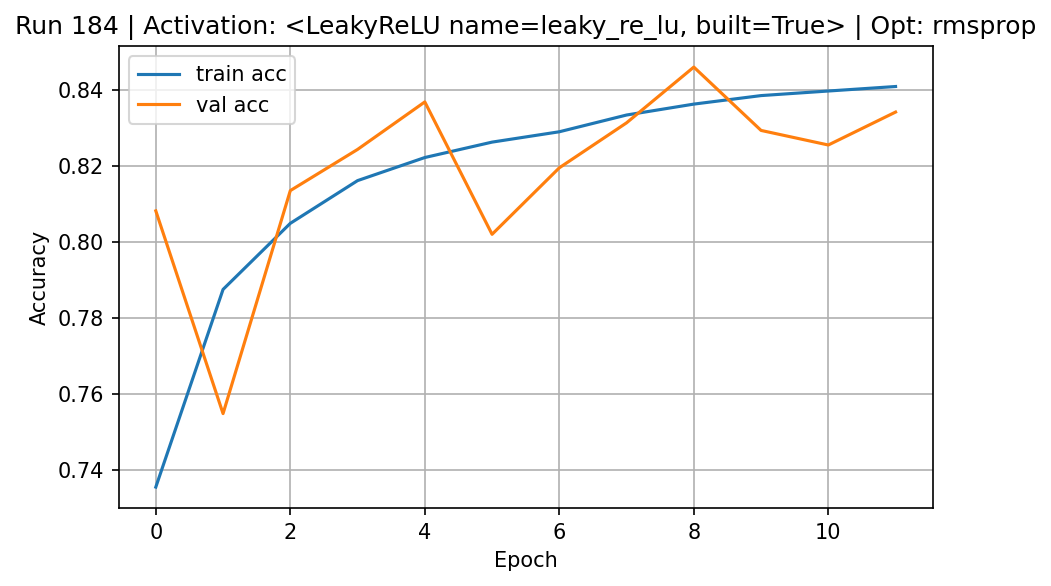 Run 184 | Activation: <LeakyReLU name=leaky_re_lu, built=True> | Opt: rmsprop
train acc
val acc
0.84
0.82
0.80
0.78
0.76
0.74
Accuracy
0 2 4 6 8 10
Epoch